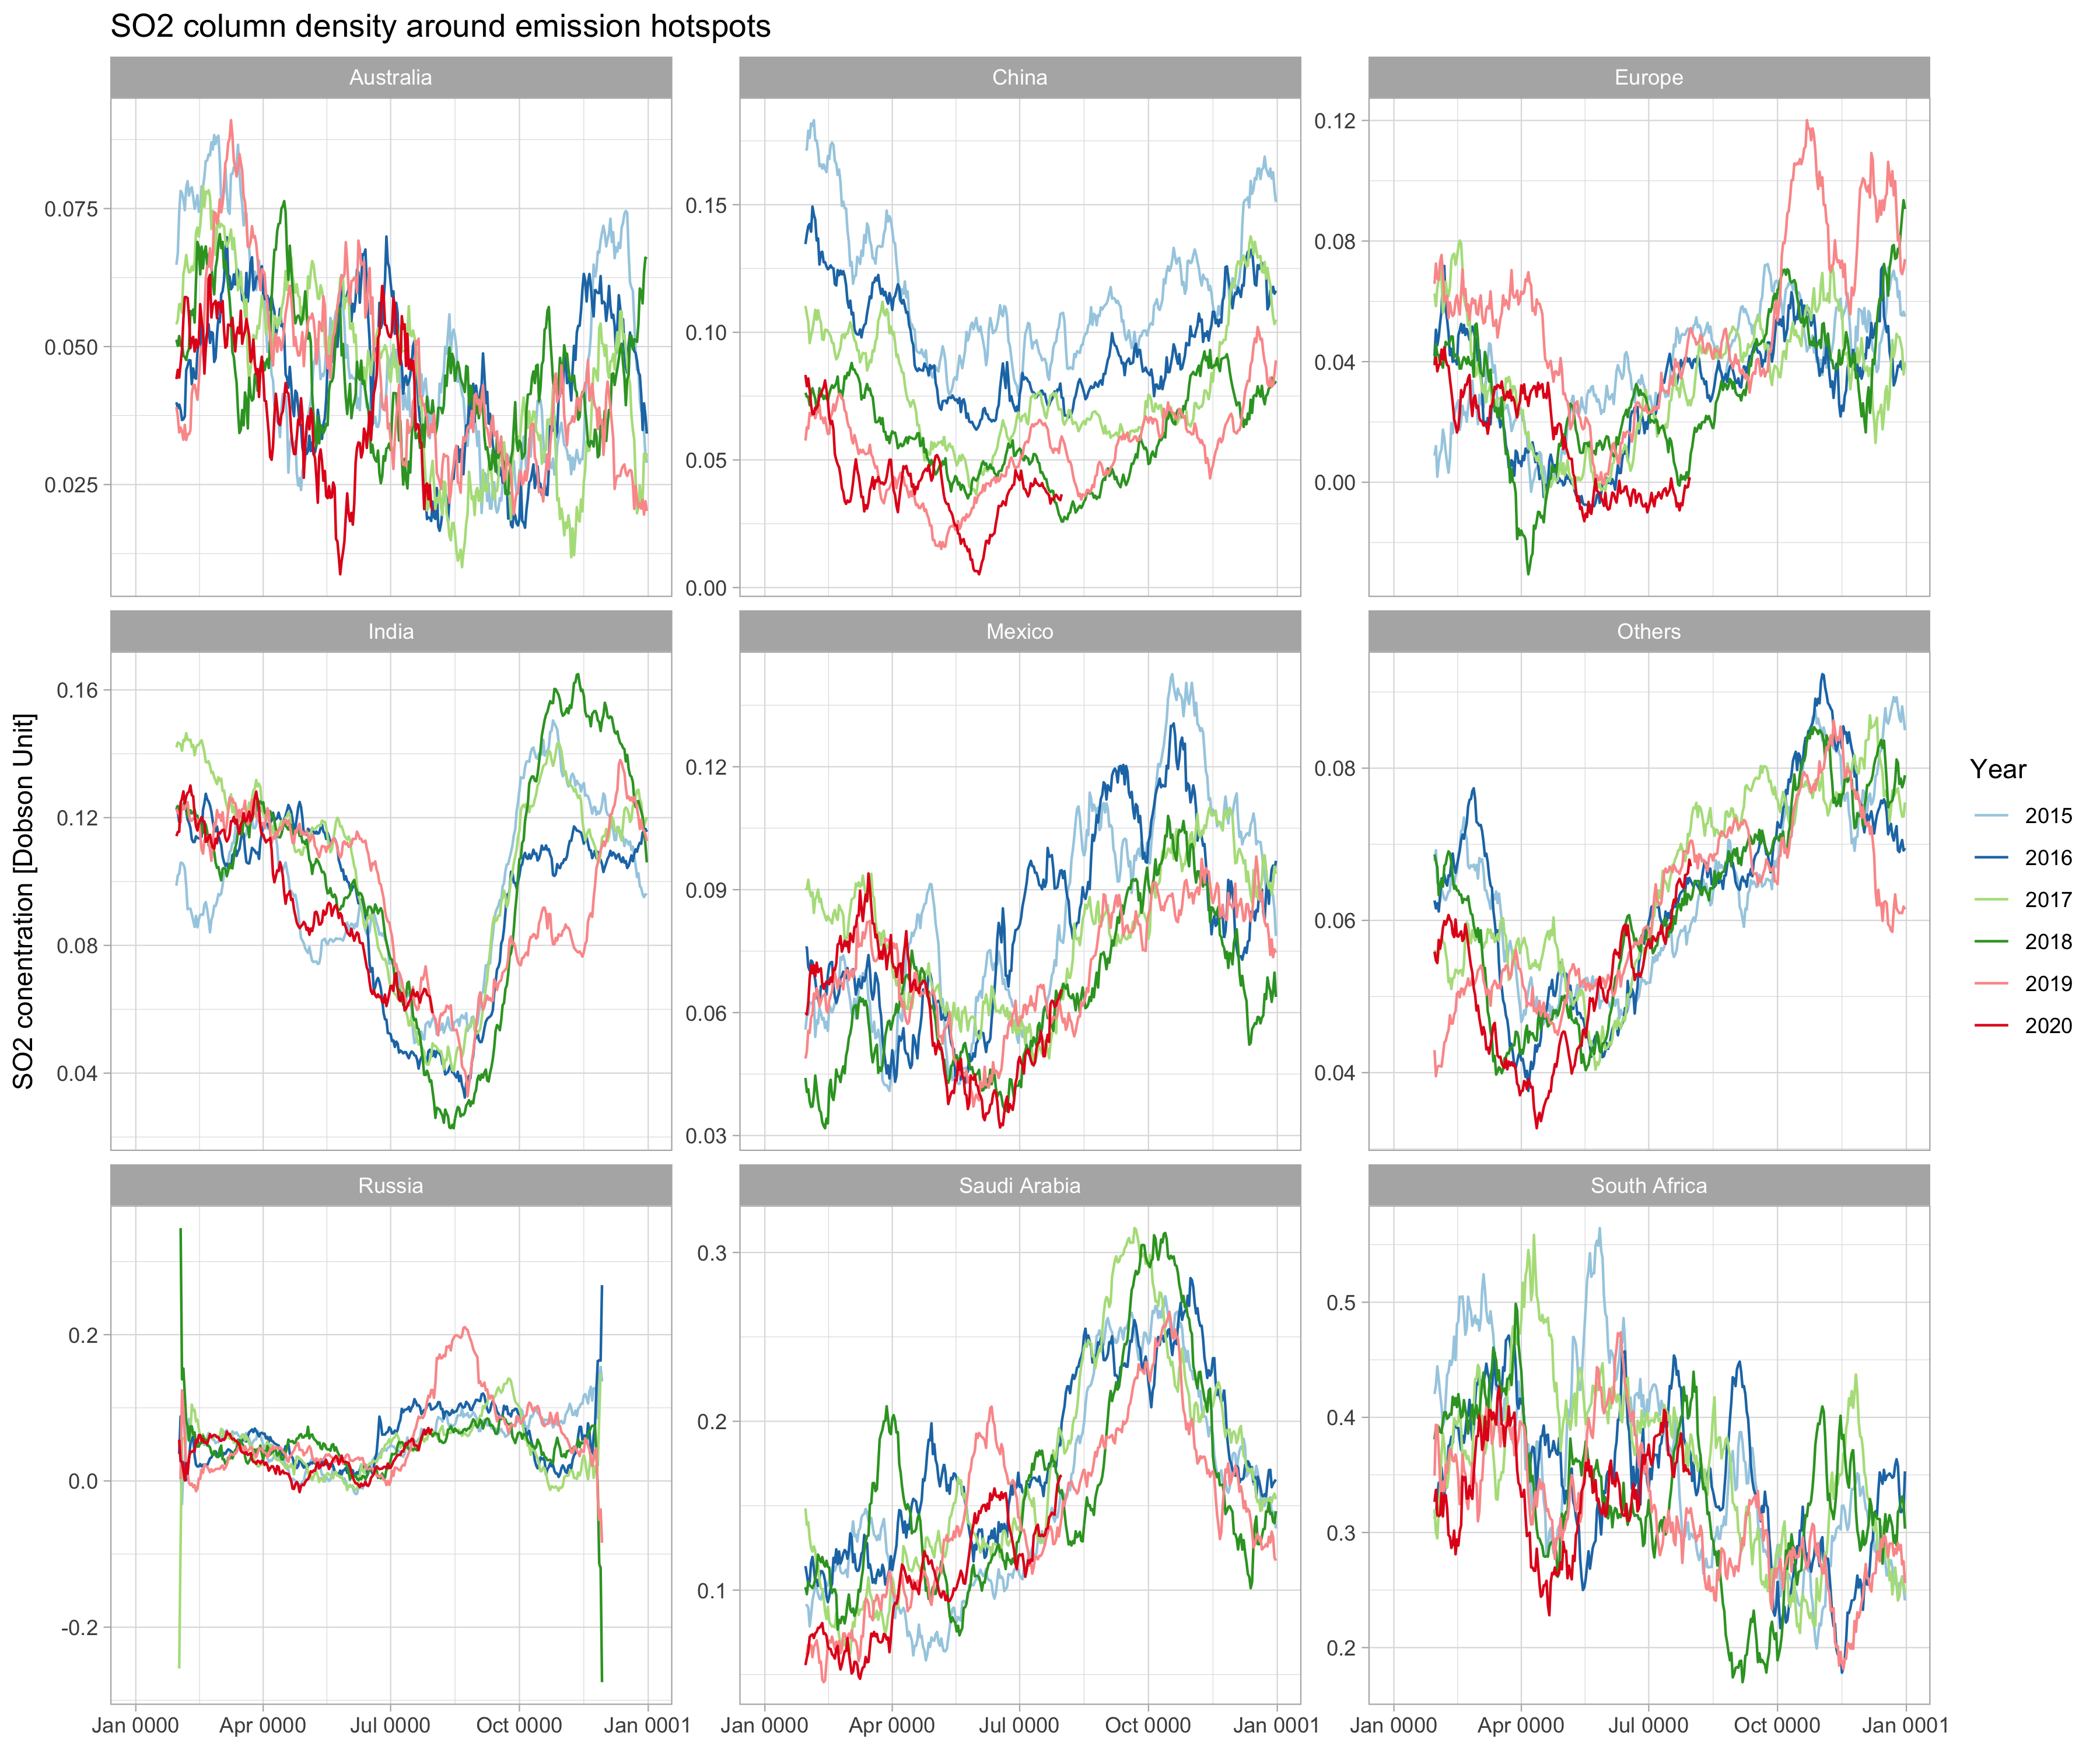 SO2 column density around emission hotspots
Australia
China
Europe
0.075
0.050
0.025
0.15
0.10
0.05
0.00
0.12
0.08
0.04
0.00
India
Mexico
Others
0.16
0.12
0.08
0.04
0.12
0.09
0.06
0.03
0.08
0.06
0.04
Russia
Saudi Arabia
South Africa
0.2
0.0
-0.2
0.3
0.2
0.1
0.5
0.4
0.3
0.2
Jan 0000 Apr 0000 Jul 0000 Oct 0000 Jan 0001
Jan 0000 Apr 0000 Jul 0000 Oct 0000 Jan 0001
Jan 0000 Apr 0000 Jul 0000 Oct 0000 Jan 0001
SO2 conentration [Dobson Unit]
Year
2015
2016
2017
2018
2019
2020